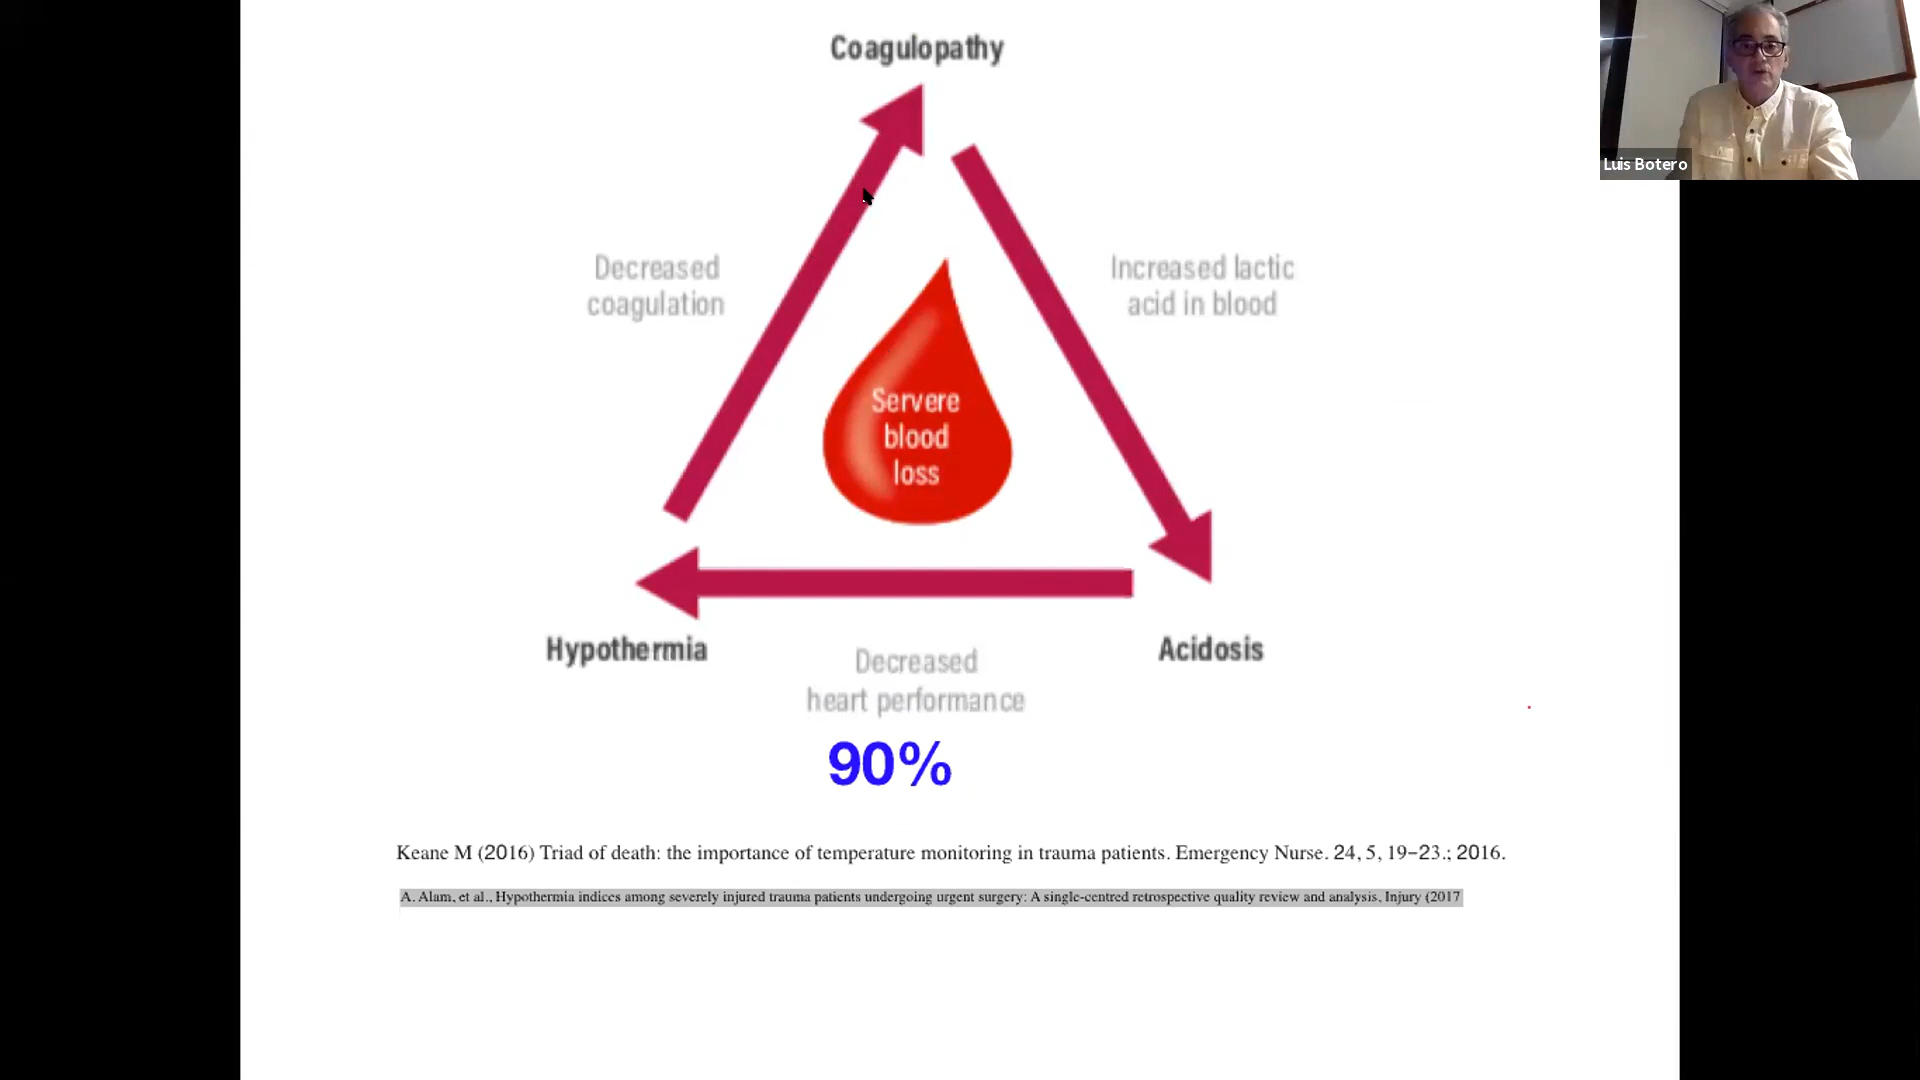 Coagulopathy
Luis Botero
Decreased
coagulation
Increased lactic
acid in blood
Servere
blood
loss
Hypothermia
Acidosis
Decreased
heart performance
90%
Keane M (2016) Triad of death: the importance of temperature monitoring in trauma patients. Emergency Nurse. 24, 5, 19–23.; 2016.
A. Alam, et al., Hypothermia indices among severely injured trauma patients undergoing urgent surgery: A single-centred retrospective quality review and analysis, Injury (2017